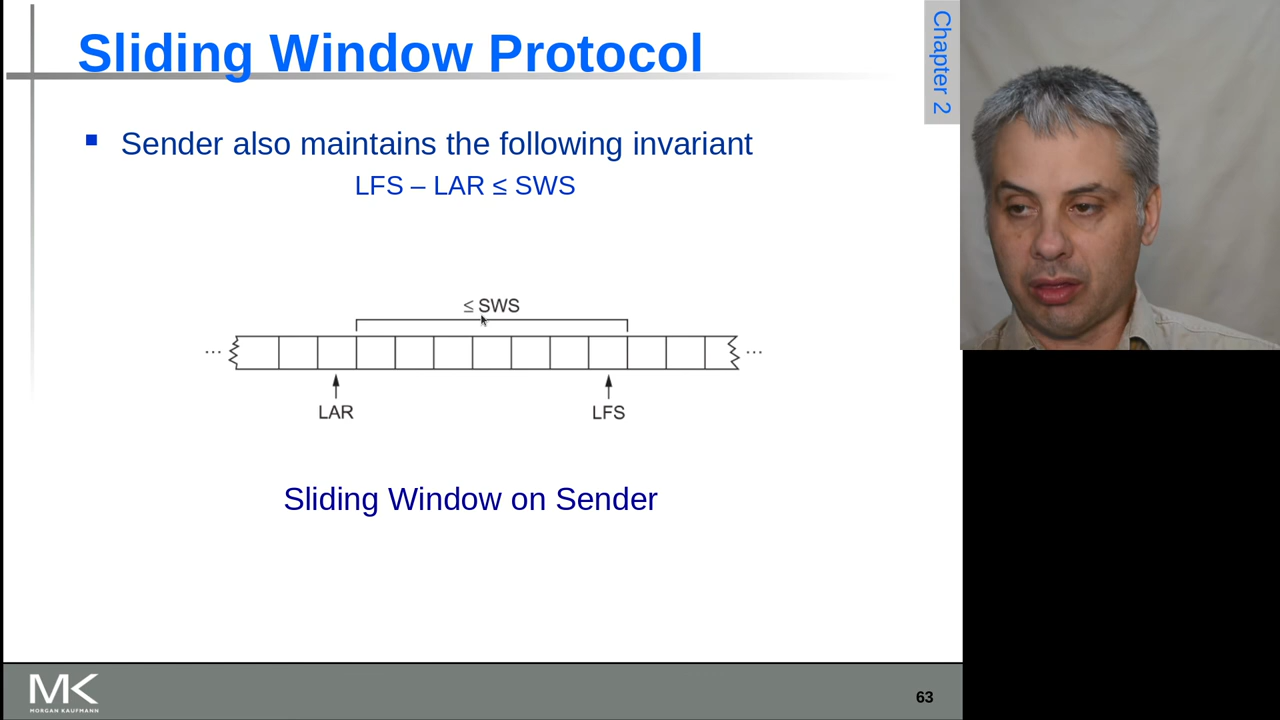 Sliding Window Protocol
Chapter 2
Sender also maintains the following invariant
LFS – LAR ≤ SWS
≤ SWS
... ...
LAR LFS
Sliding Window on Sender
MK
MORGAN KAUFMANN
63